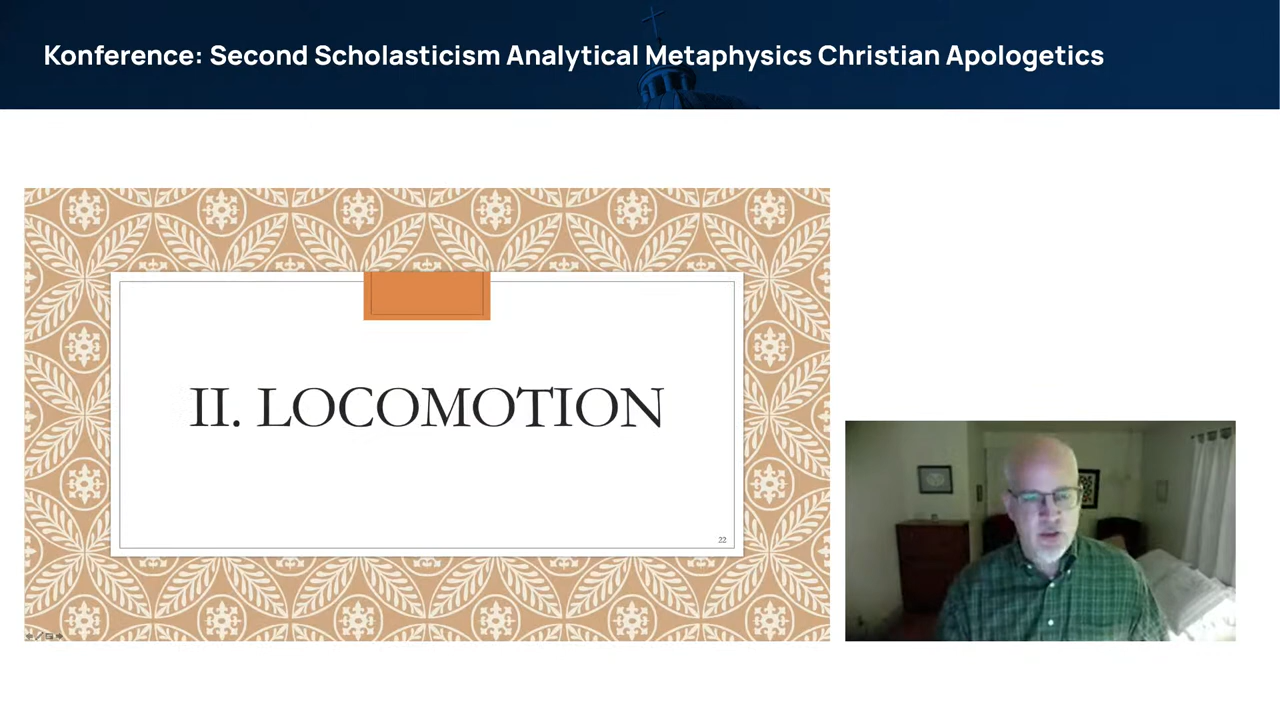 Konference: Second Scholasticism Analytical Metaphysics Christian Apologetics
II. LOCOMOTION
22